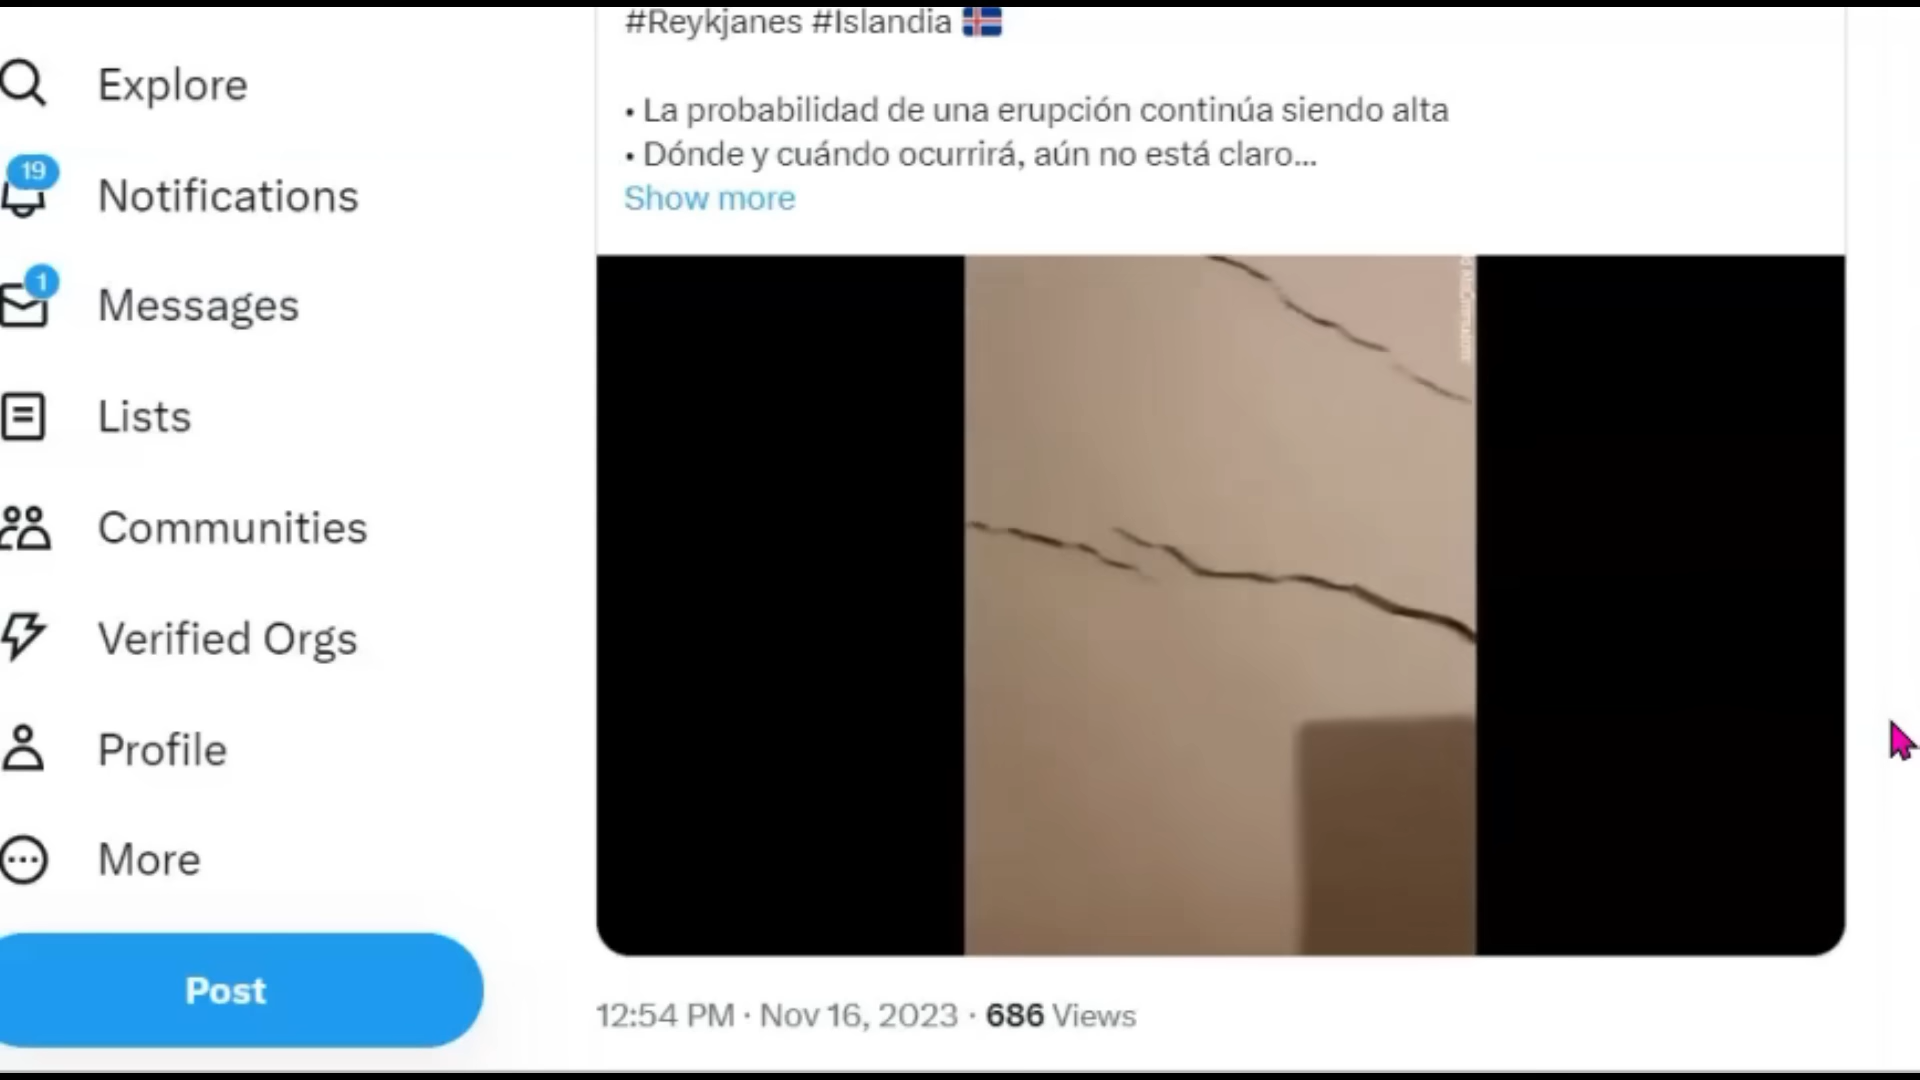 #Reykjanes #Islandia
• La probabilidad de una erupción continúa siendo alta
• Dónde y cuándo ocurrirá, aún no está claro...
Show more
Explore
19
Notifications
1
Messages
Lists
Communities
Verified Orgs
Profile
More
Post
12:54 PM · Nov 16, 2023 · 686 Views